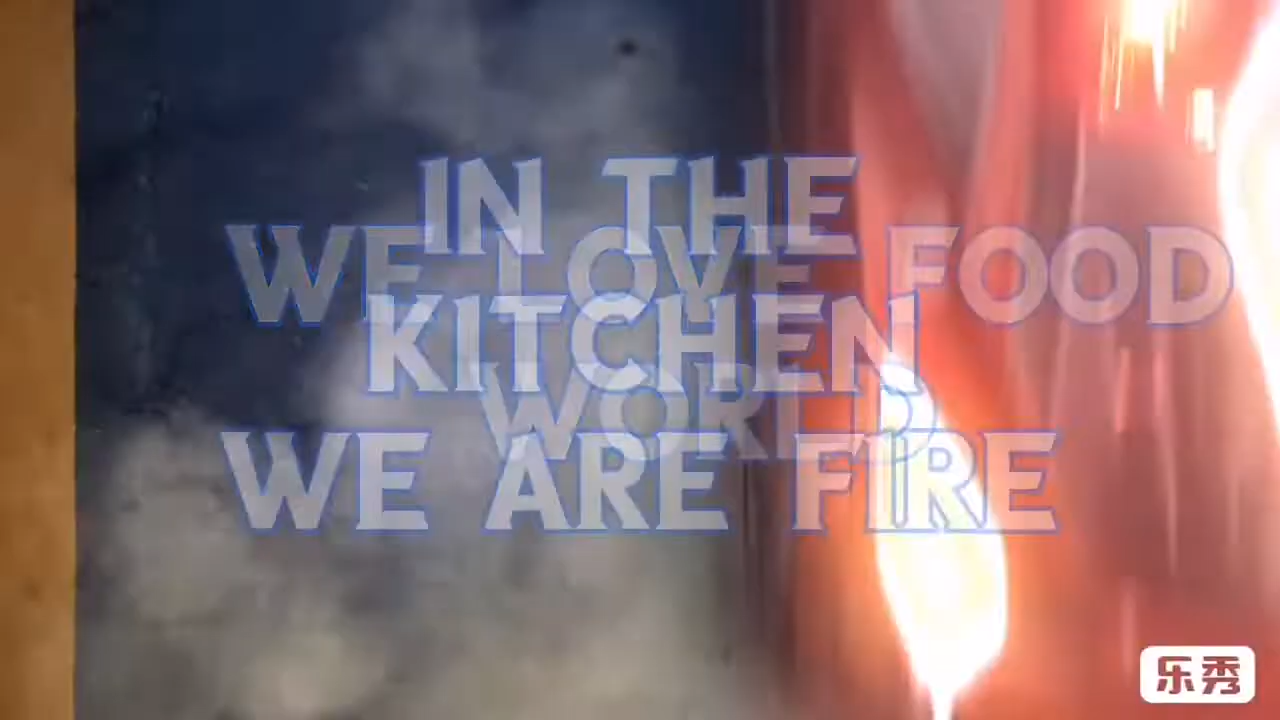 IN THE
WE LOVE FOOD
KITCHEN
WORLD
WE ARE FIRE
乐秀